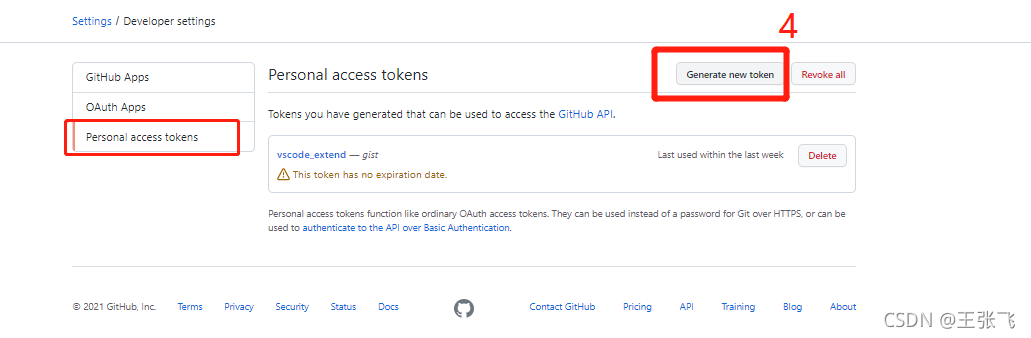 Settings / Developer settings
4
GitHub Apps
OAuth Apps
Personal access tokens
Personal access tokens
Generate new token
Revoke all
Tokens you have generated that can be used to access the GitHub API.
vscode_extend — gist
Last used within the last week
Delete
This token has no expiration date.
Personal access tokens function like ordinary OAuth access tokens. They can be used instead of a password for Git over HTTPS, or can be
used to authenticate to the API over Basic Authentication.
© 2021 GitHub, Inc. Terms Privacy Security Status Docs Contact GitHub Pricing API Training Blog About
CSDN @王张飞